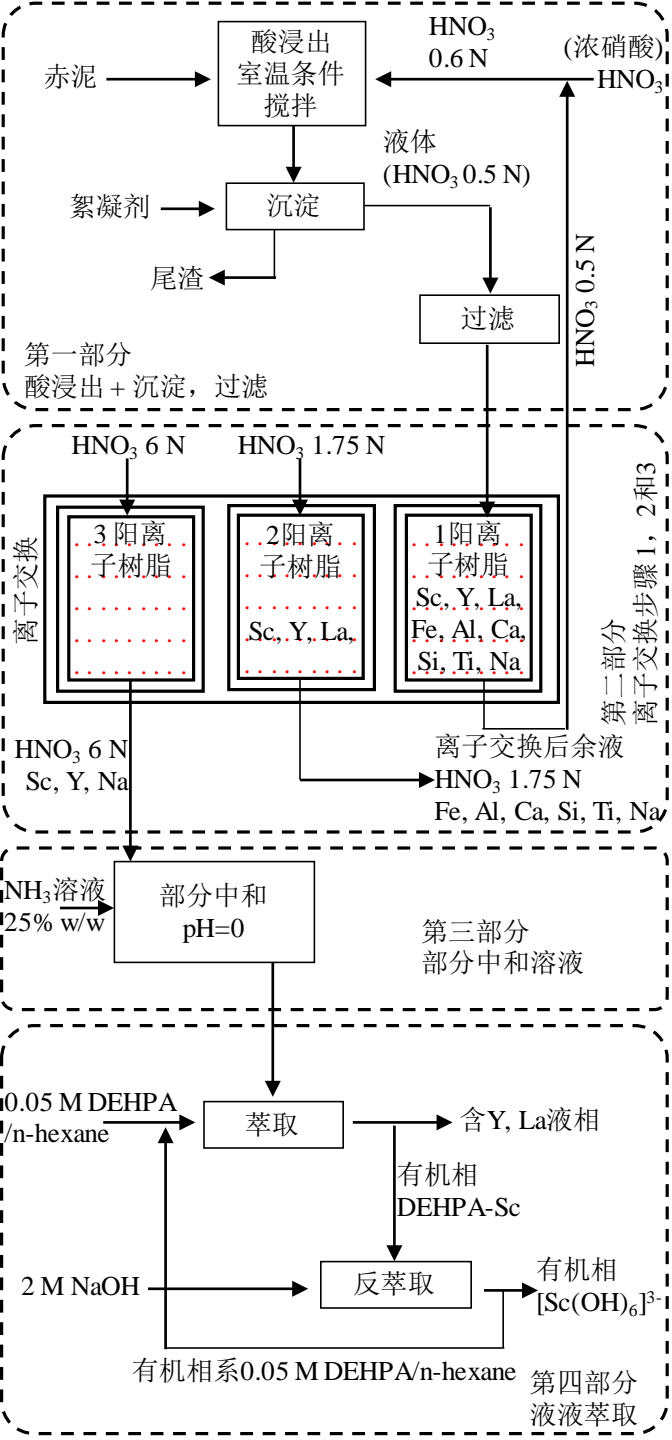 酸浸出
室温条件
搅拌
赤泥
HNO₃
0.6 N
(浓硝酸)
HNO₃
液体
(HNO₃ 0.5 N)
絮凝剂
沉淀
尾渣
过滤
HNO₃ 0.5 N
第一部分
酸浸出 + 沉淀，过滤
HNO₃ 6 N
HNO₃ 1.75 N
离子交换
3 阳离
子树脂
2阳离
子树脂
Sc, Y, La,
1阳离
子树脂
Sc, Y, La,
Fe, Al, Ca,
Si, Ti, Na
第二部分
离子交换步骤 1，2和3
HNO₃ 6 N
Sc, Y, Na
离子交换后余液
HNO₃ 1.75 N
Fe, Al, Ca, Si, Ti, Na
NH₃溶液
25% w/w
部分中和
pH=0
第三部分
部分中和溶液
0.05 M DEHPA
/n-hexane
萃取
含Y, La液相
有机相
DEHPA-Sc
2 M NaOH
反萃取
有机相
[Sc(OH)₆]³⁻
有机相系0.05 M DEHPA/n-hexane
第四部分
液液萃取